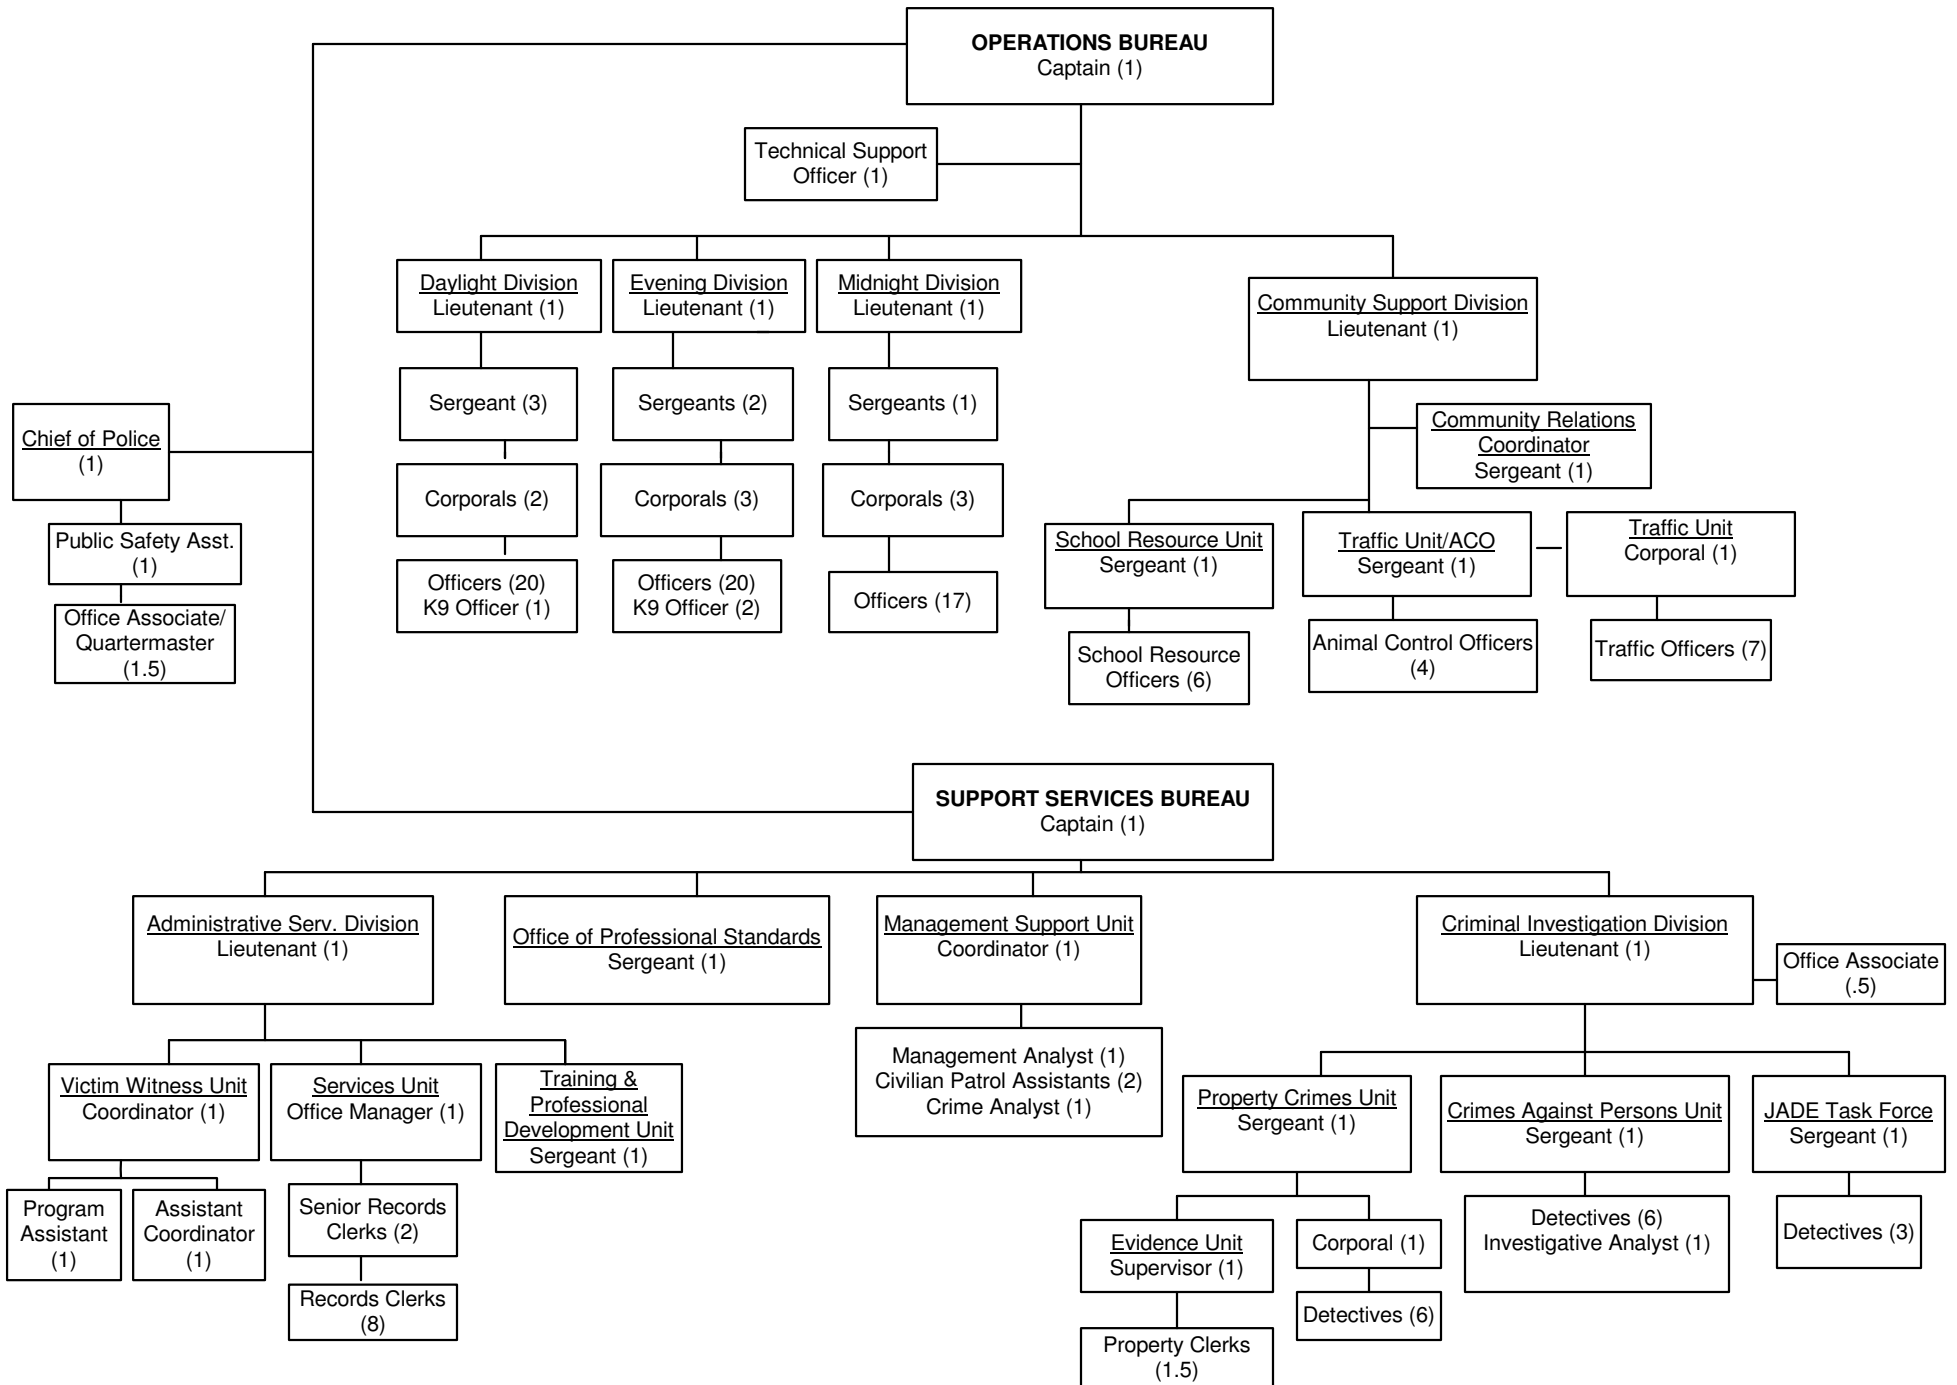 OPERATIONS BUREAU
Captain (1)
Technical Support
Officer (1)
Daylight Division
Lieutenant (1)
Evening Division
Lieutenant (1)
Midnight Division
Lieutenant (1)
Community Support Division
Lieutenant (1)
Sergeant (3)
Sergeants (2)
Sergeants (1)
Chief of Police
(1)
Community Relations
Coordinator
Sergeant (1)
Corporals (2)
Corporals (3)
Corporals (3)
Public Safety Asst.
(1)
School Resource Unit
Sergeant (1)
Traffic Unit/ACO
Sergeant (1)
Traffic Unit
Corporal (1)
Officers (20)
K9 Officer (1)
Officers (20)
K9 Officer (2)
Officers (17)
Office Associate/
Quartermaster
(1.5)
School Resource
Officers (6)
Animal Control Officers
(4)
Traffic Officers (7)
SUPPORT SERVICES BUREAU
Captain (1)
Administrative Serv. Division
Lieutenant (1)
Office of Professional Standards
Sergeant (1)
Management Support Unit
Coordinator (1)
Criminal Investigation Division
Lieutenant (1)
Office Associate
(.5)
Management Analyst (1)
Civilian Patrol Assistants (2)
Crime Analyst (1)
Victim Witness Unit
Coordinator (1)
Services Unit
Office Manager (1)
Training &
Professional
Development Unit
Sergeant (1)
Property Crimes Unit
Sergeant (1)
Crimes Against Persons Unit
Sergeant (1)
JADE Task Force
Sergeant (1)
Program
Assistant
(1)
Assistant
Coordinator
(1)
Senior Records
Clerks (2)
Records Clerks
(8)
Evidence Unit
Supervisor (1)
Corporal (1)
Detectives (6)
Investigative Analyst (1)
Detectives (3)
Detectives (6)
Property Clerks
(1.5)